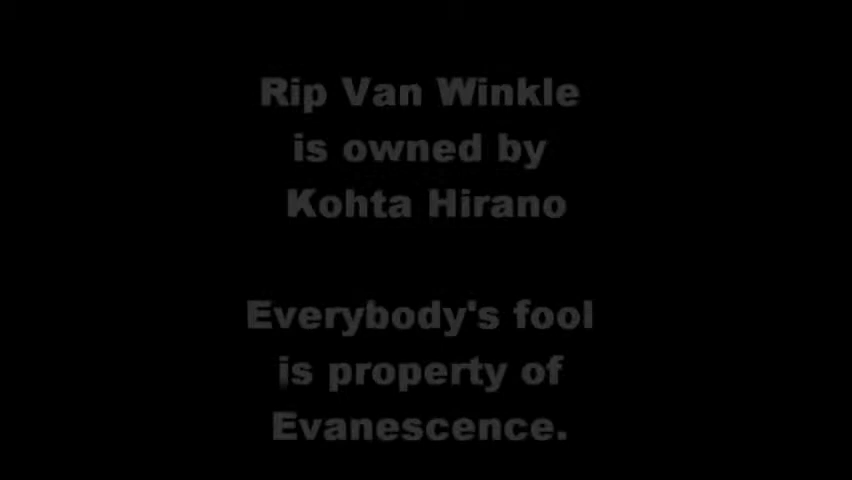 Rip Van Winkle
is owned by
Kohta Hirano
Everybody's fool
is property of
Evanescence.